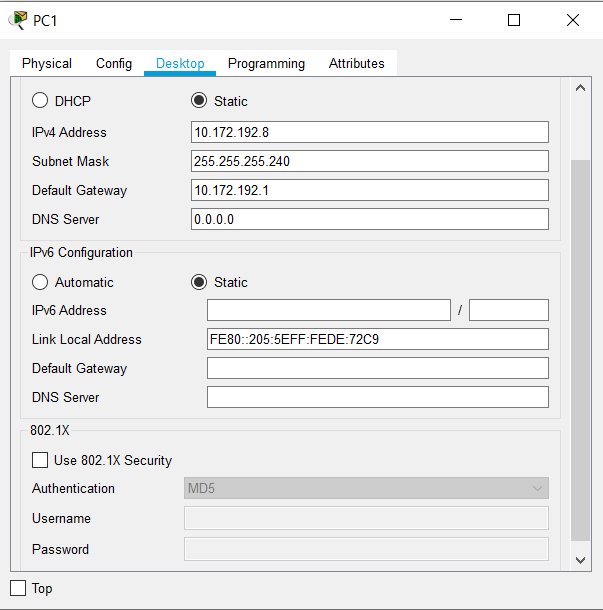 PC1
Physical Config Desktop Programming Attributes
DHCP Static
IPv4 Address 10.172.192.8
Subnet Mask 255.255.255.240
Default Gateway 10.172.192.1
DNS Server 0.0.0.0
IPv6 Configuration
Automatic Static
IPv6 Address /
Link Local Address FE80::205:5EFF:FEDE:72C9
Default Gateway
DNS Server
802.1X
Use 802.1X Security
Authentication MD5
Username
Password
Top